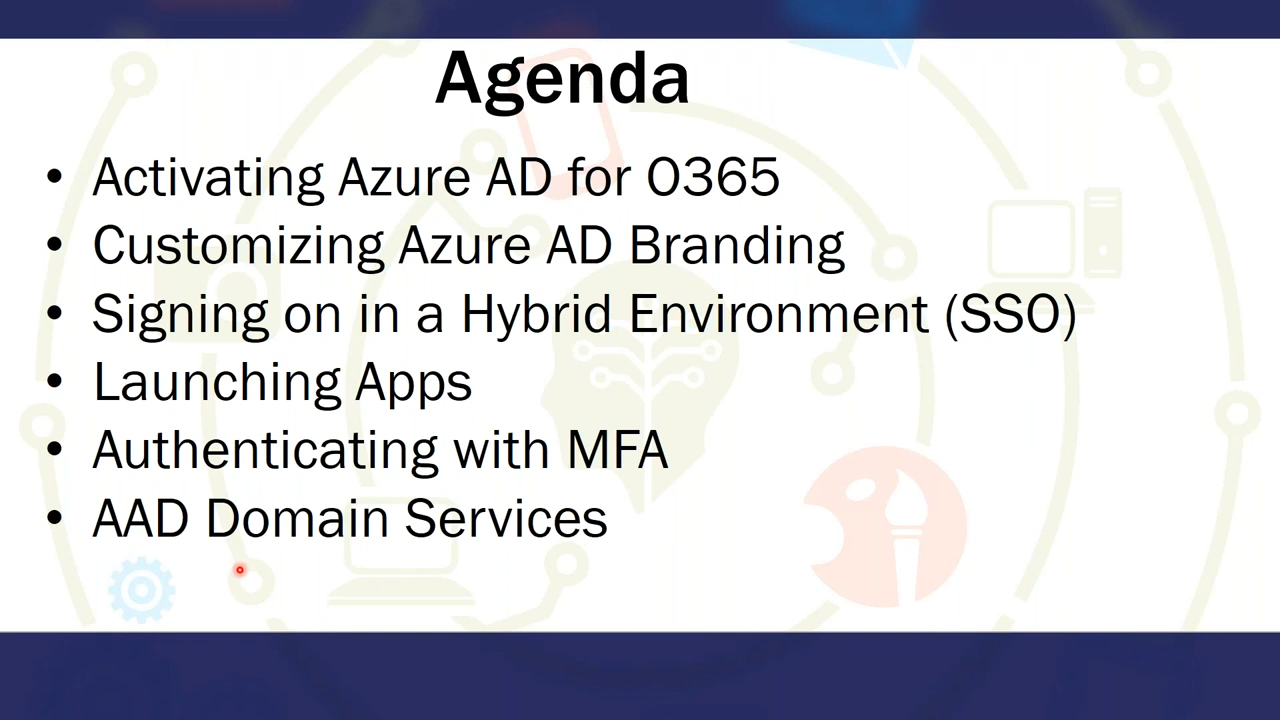 Agenda
• Activating Azure AD for O365
• Customizing Azure AD Branding
• Signing on in a Hybrid Environment (SSO)
• Launching Apps
• Authenticating with MFA
• AAD Domain Services